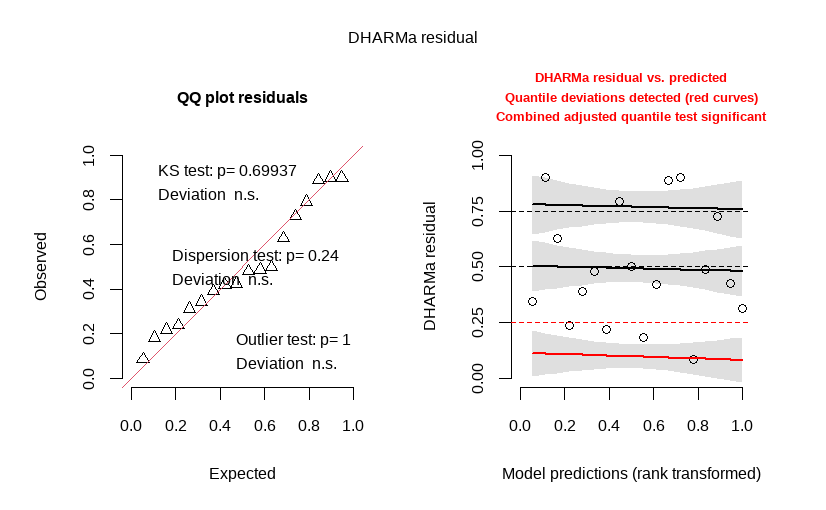 DHARMa residual
QQ plot residuals
KS test: p= 0.69937
Deviation n.s.
Dispersion test: p= 0.24
Deviation n.s.
Outlier test: p= 1
Deviation n.s.
Observed
0.0 0.2 0.4 0.6 0.8 1.0
0.0 0.2 0.4 0.6 0.8 1.0
Expected
DHARMa residual vs. predicted
Quantile deviations detected (red curves)
Combined adjusted quantile test significant
DHARMa residual
0.00 0.25 0.50 0.75 1.00
0.0 0.2 0.4 0.6 0.8 1.0
Model predictions (rank transformed)